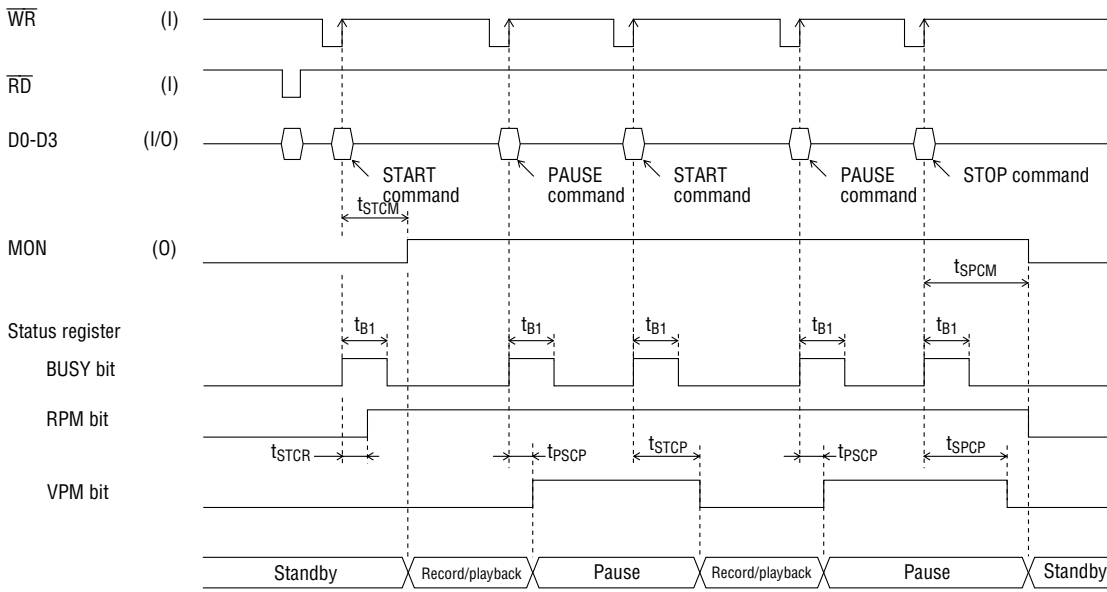 WR (I)
RD (I)
D0-D3 (I/O)
START command
PAUSE command
START command
PAUSE command
STOP command
tSTCM
MON (O)
tSPCM
Status register
tB1 tB1 tB1 tB1 tB1
BUSY bit
RPM bit
tSTCR tPSCP tSTCP tPSCP tSPCP
VPM bit
Standby Record/playback Pause Record/playback Pause Standby